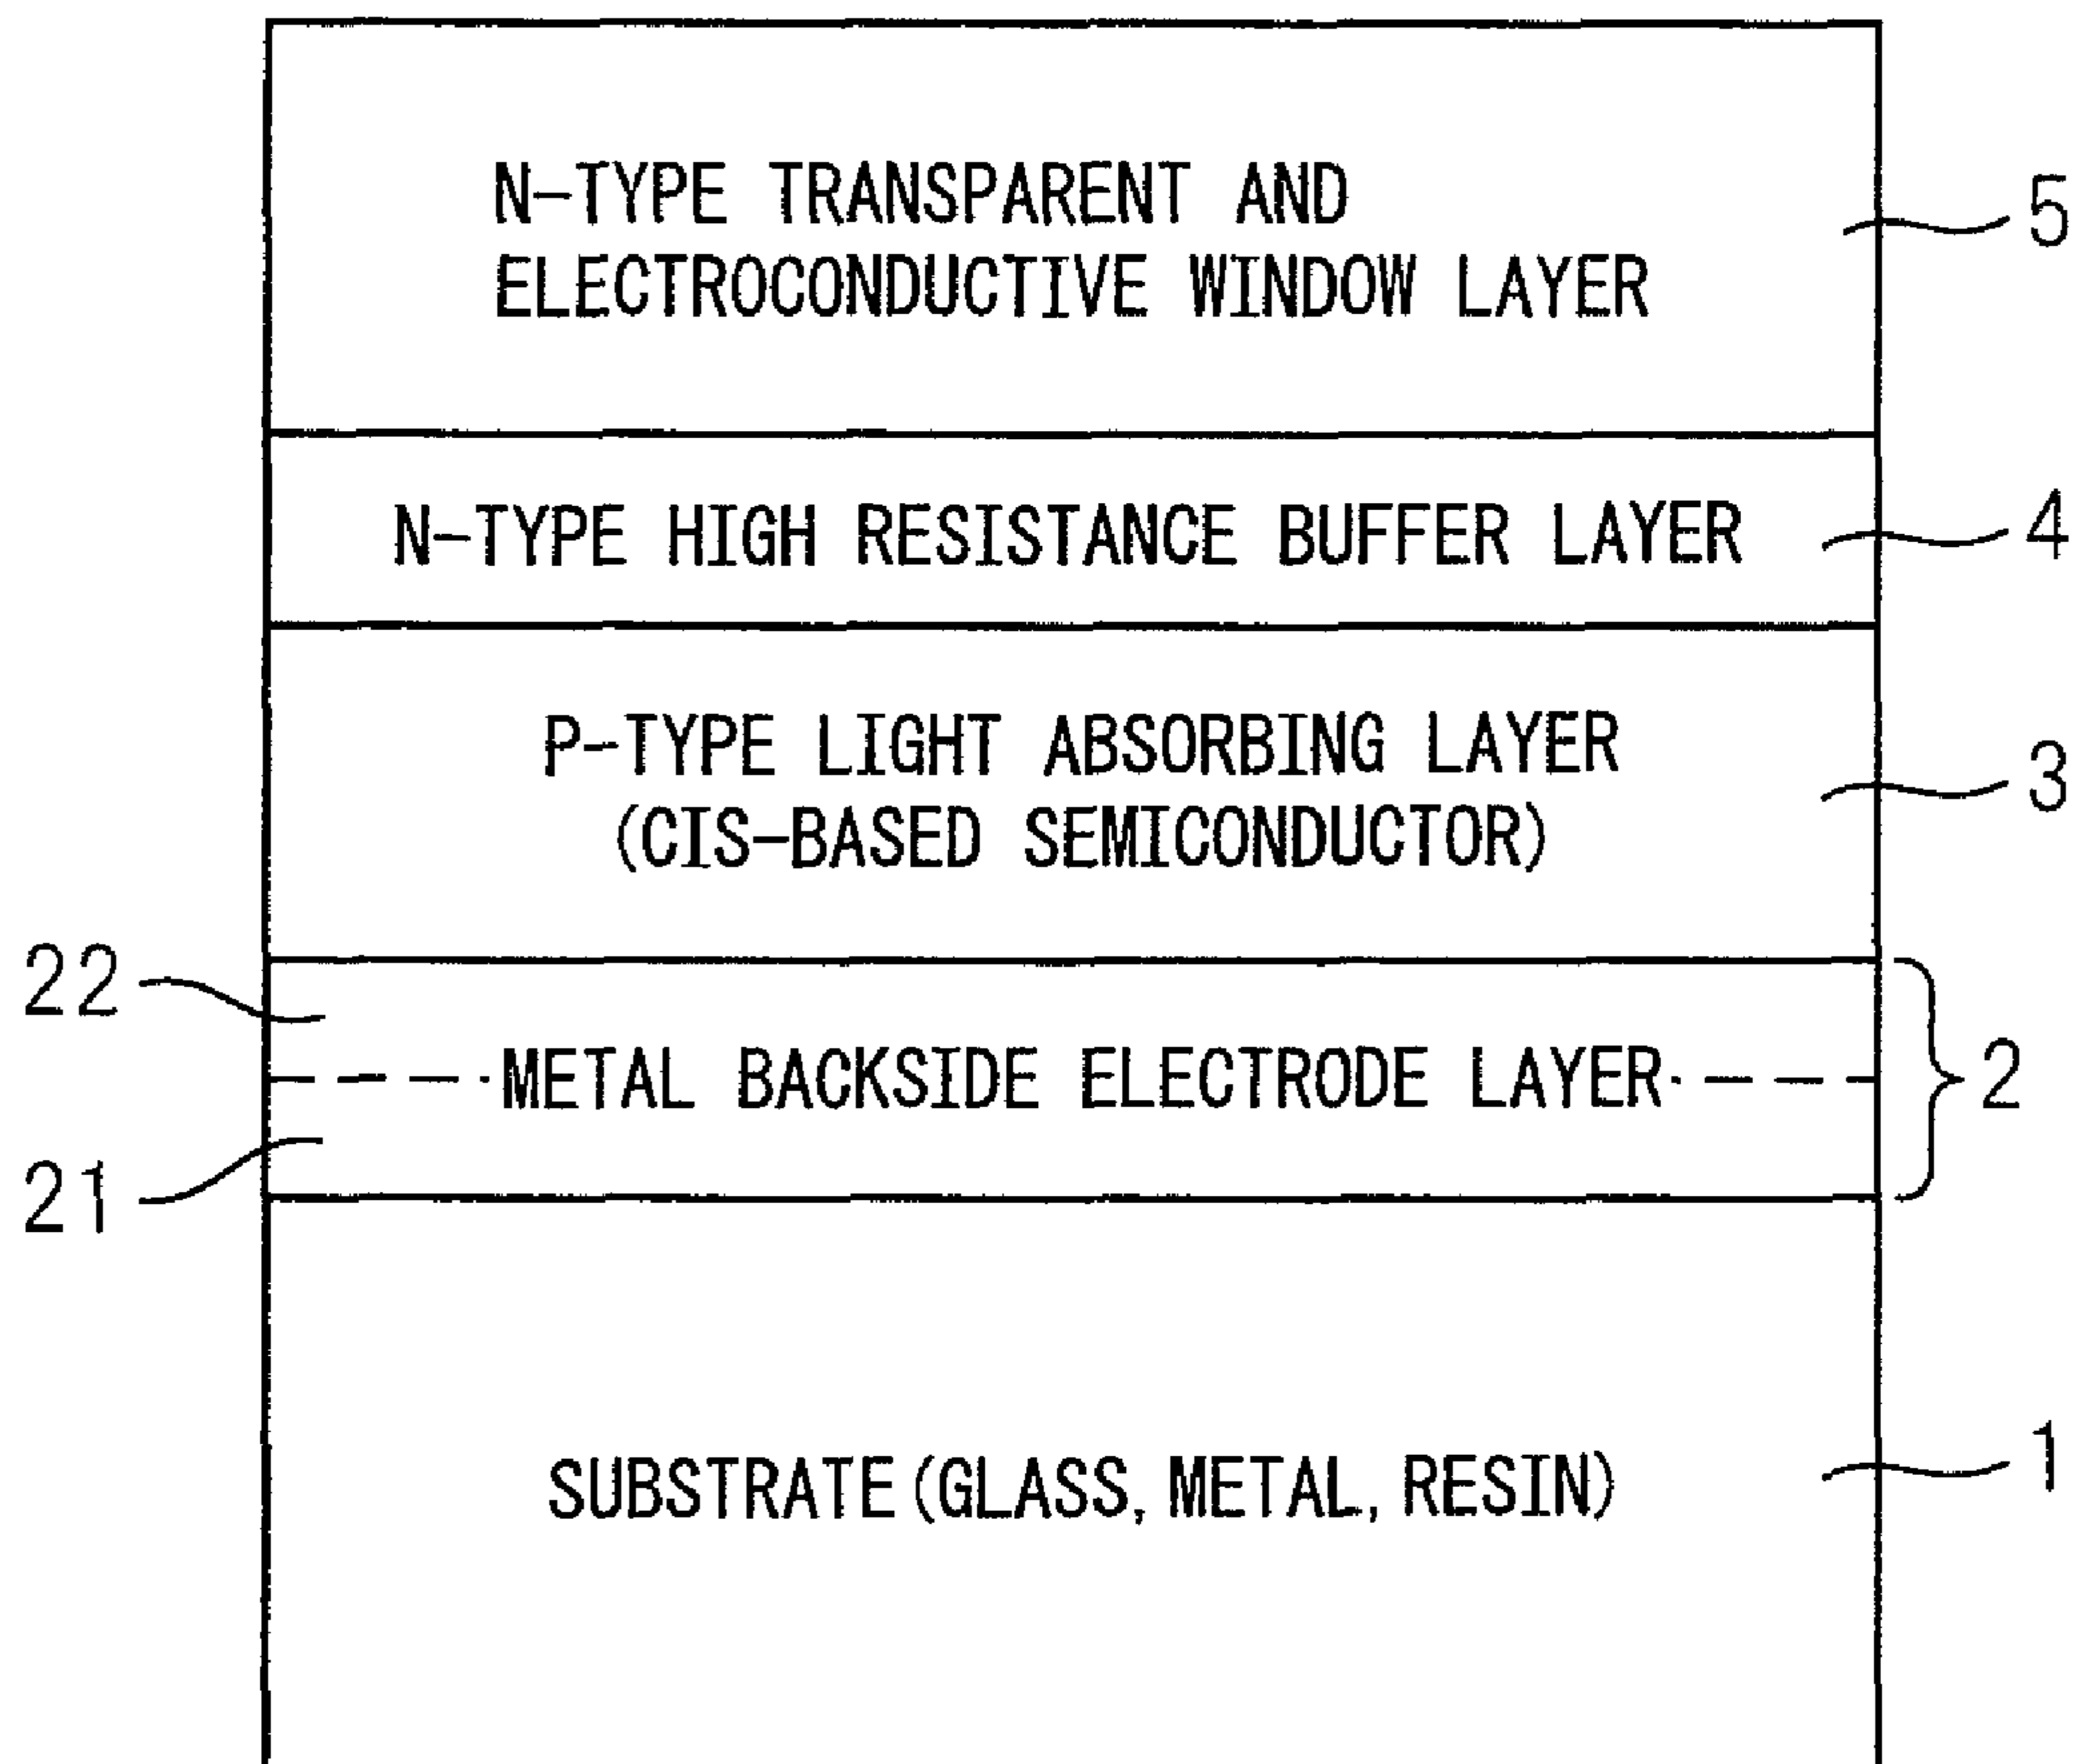 N-TYPE TRANSPARENT AND
ELECTROCONDUCTIVE WINDOW LAYER
5
N-TYPE HIGH RESISTANCE BUFFER LAYER
4
P-TYPE LIGHT ABSORBING LAYER
(CIS-BASED SEMICONDUCTOR)
3
22
METAL BACKSIDE ELECTRODE LAYER
2
21
SUBSTRATE(GLASS, METAL, RESIN)
1